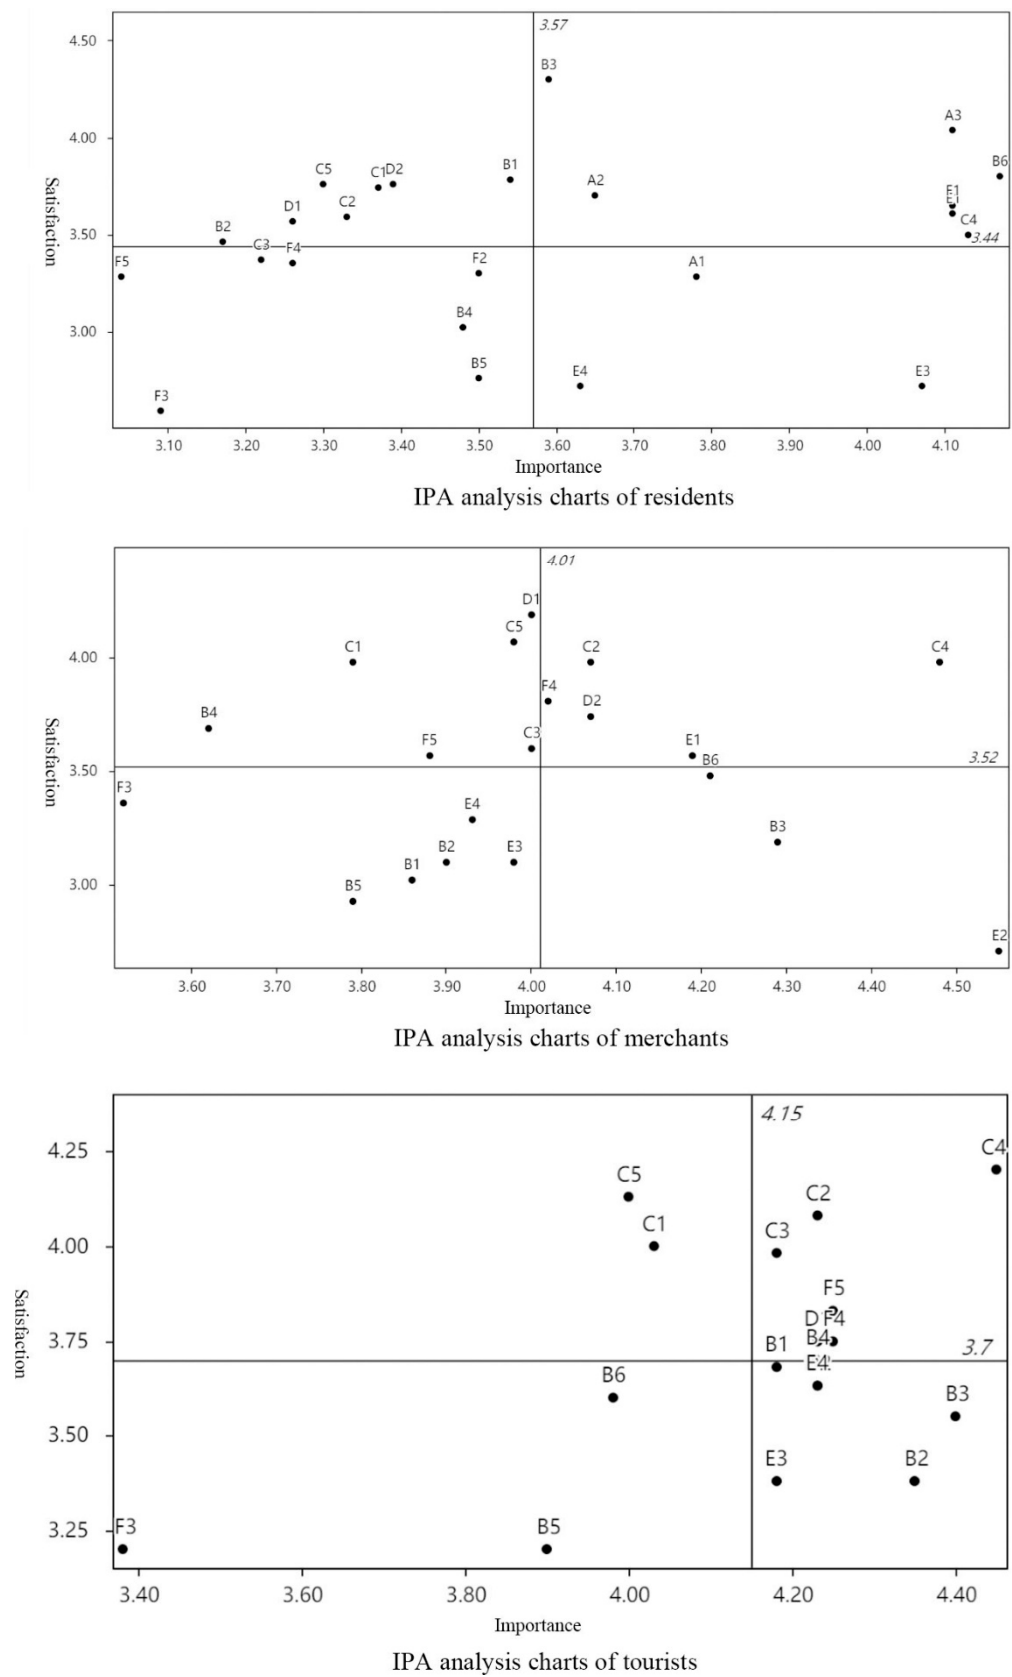 3.57
4.50
B3
A3
4.00
C5
C1
D2
B1
B6
A2
D1
C2
E1
B2
C4
3.50
3.44
C3
F4
F5
F2
A1
B4
3.00
B5
E4
E3
F3
Satisfaction
3.10 3.20 3.30 3.40 3.50 3.60 3.70 3.80 3.90 4.00 4.10
Importance
IPA analysis charts of residents
4.01
D1
C5
C1
C2
C4
4.00
F4
D2
B4
F5
C3
E1
B6
3.52
3.50
F3
E4
B3
B2
E3
B1
3.00
B5
E2
Satisfaction
3.60 3.70 3.80 3.90 4.00 4.10 4.20 4.30 4.40 4.50
Importance
IPA analysis charts of merchants
4.15
4.25
C4
C5
C2
C1
C3
4.00
F5
F4
B4
3.75
B1
3.7
E4
B6
B3
3.50
E3
B2
3.25
F3
B5
Satisfaction
3.40 3.60 3.80 4.00 4.20 4.40
Importance
IPA analysis charts of tourists